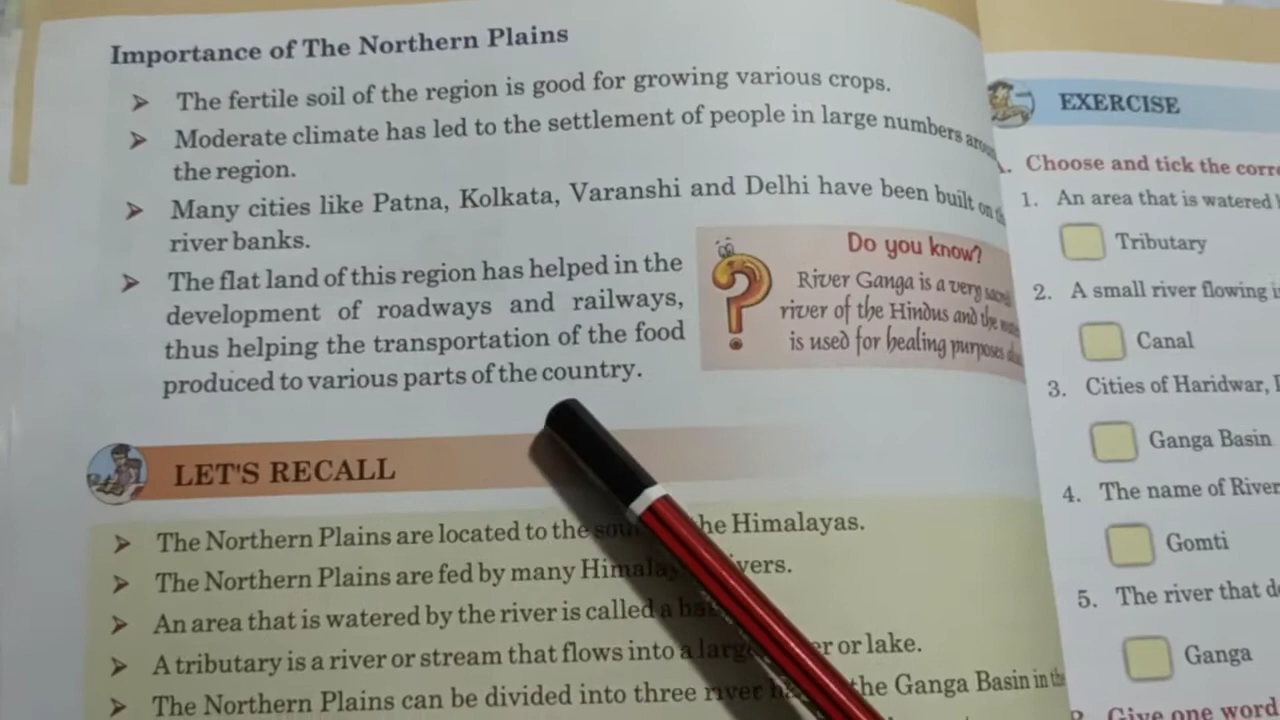 Importance of The Northern Plains
➤ The fertile soil of the region is good for growing various crops.
➤ Moderate climate has led to the settlement of people in large numbers
the region.
➤ Many cities like Patna, Kolkata, Varanshi and Delhi have been built on
river banks.
➤ The flat land of this region has helped in the
development of roadways and railways,
thus helping the transportation of the food
produced to various parts of the country.
Do you know?
River Ganga is a very
river of the Hindus and the
is used for healing purposes
LET'S RECALL
➤ The Northern Plains are located to the he Himalayas.
➤ The Northern Plains are fed by many
➤ An area that is watered by the river is called a
➤ A tributary is a river or stream that flows into a or lake.
➤ The Northern Plains can be divided into three river the Ganga Basin in the
EXERCISE
Choose and tick the
1. An area that is watered
Tributary
2. A small river flowing
Canal
3. Cities of Haridwar,
Ganga Basin
4. The name of River
Gomti
5. The river that
Ganga
Give one word